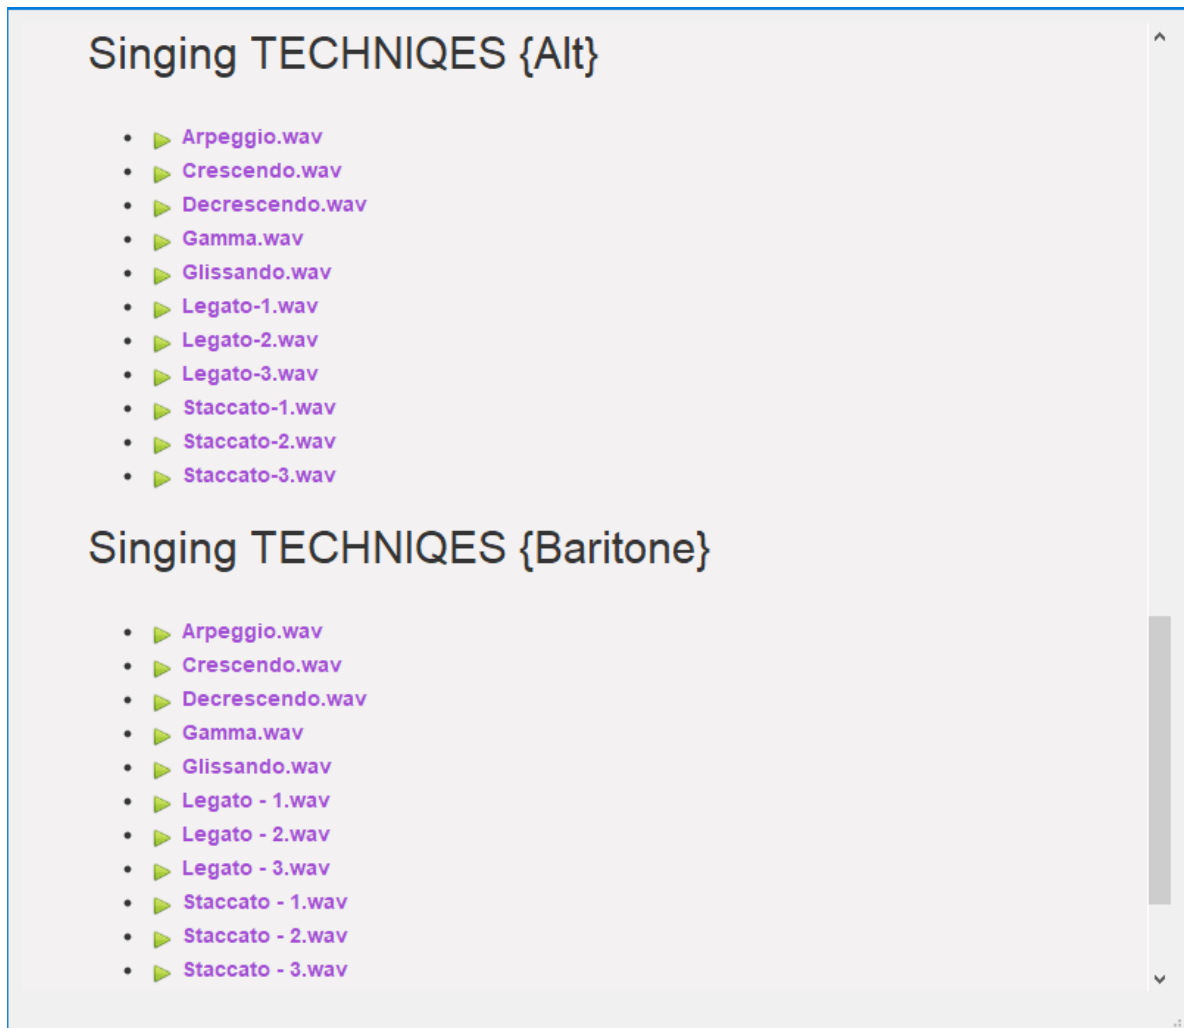 Singing TECHNIQES {Alt}
Arpeggio.wav
Crescendo.wav
Decrescendo.wav
Gamma.wav
Glissando.wav
Legato-1.wav
Legato-2.wav
Legato-3.wav
Staccato-1.wav
Staccato-2.wav
Staccato-3.wav
Singing TECHNIQES {Baritone}
Arpeggio.wav
Crescendo.wav
Decrescendo.wav
Gamma.wav
Glissando.wav
Legato - 1.wav
Legato - 2.wav
Legato - 3.wav
Staccato - 1.wav
Staccato - 2.wav
Staccato - 3.wav